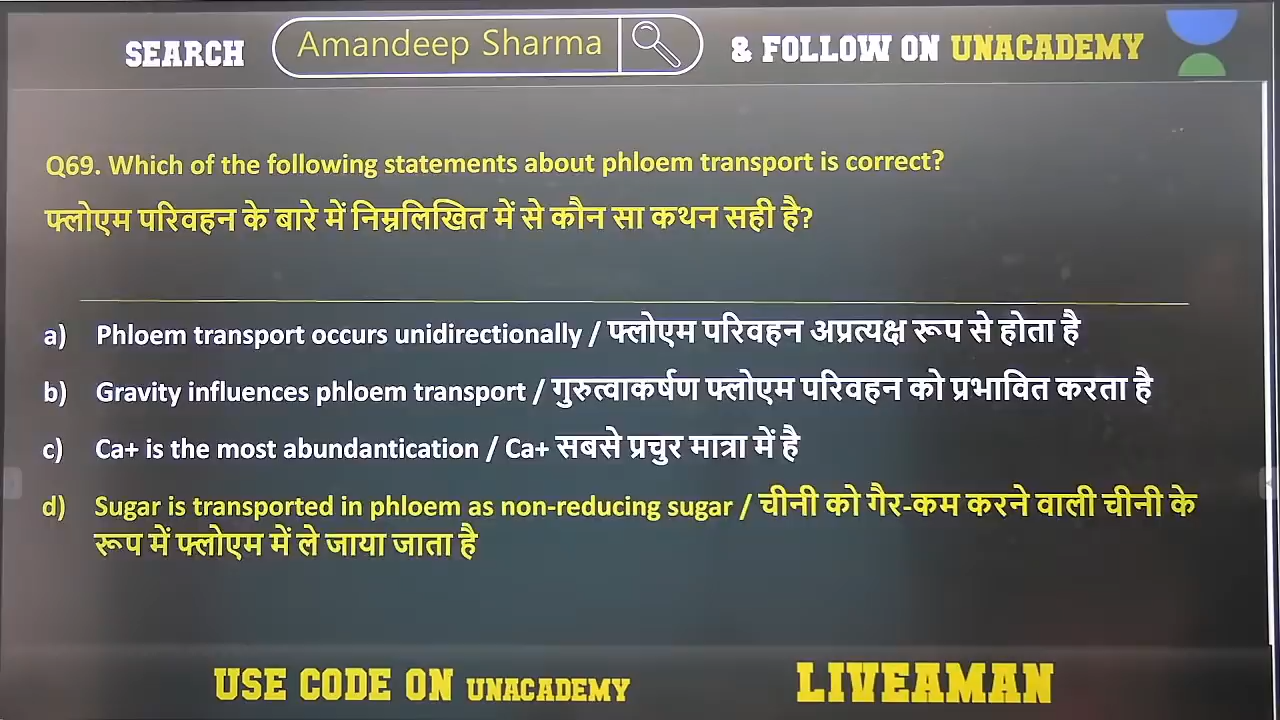 SEARCH Amandeep Sharma & FOLLOW ON UNACADEMY
Q69. Which of the following statements about phloem transport is correct?
फ्लोएम परिवहन के बारे में निम्नलिखित में से कौन सा कथन सही है?
a) Phloem transport occurs unidirectionally / फ्लोएम परिवहन अप्रत्यक्ष रूप से होता है
b) Gravity influences phloem transport / गुरुत्वाकर्षण फ्लोएम परिवहन को प्रभावित करता है
c) Ca+ is the most abundantication / Ca+ सबसे प्रचुर मात्रा में है
d) Sugar is transported in phloem as non-reducing sugar / चीनी को गैर-कम करने वाली चीनी के
रूप में फ्लोएम में ले जाया जाता है
USE CODE ON UNACADEMY LIVEAMAN